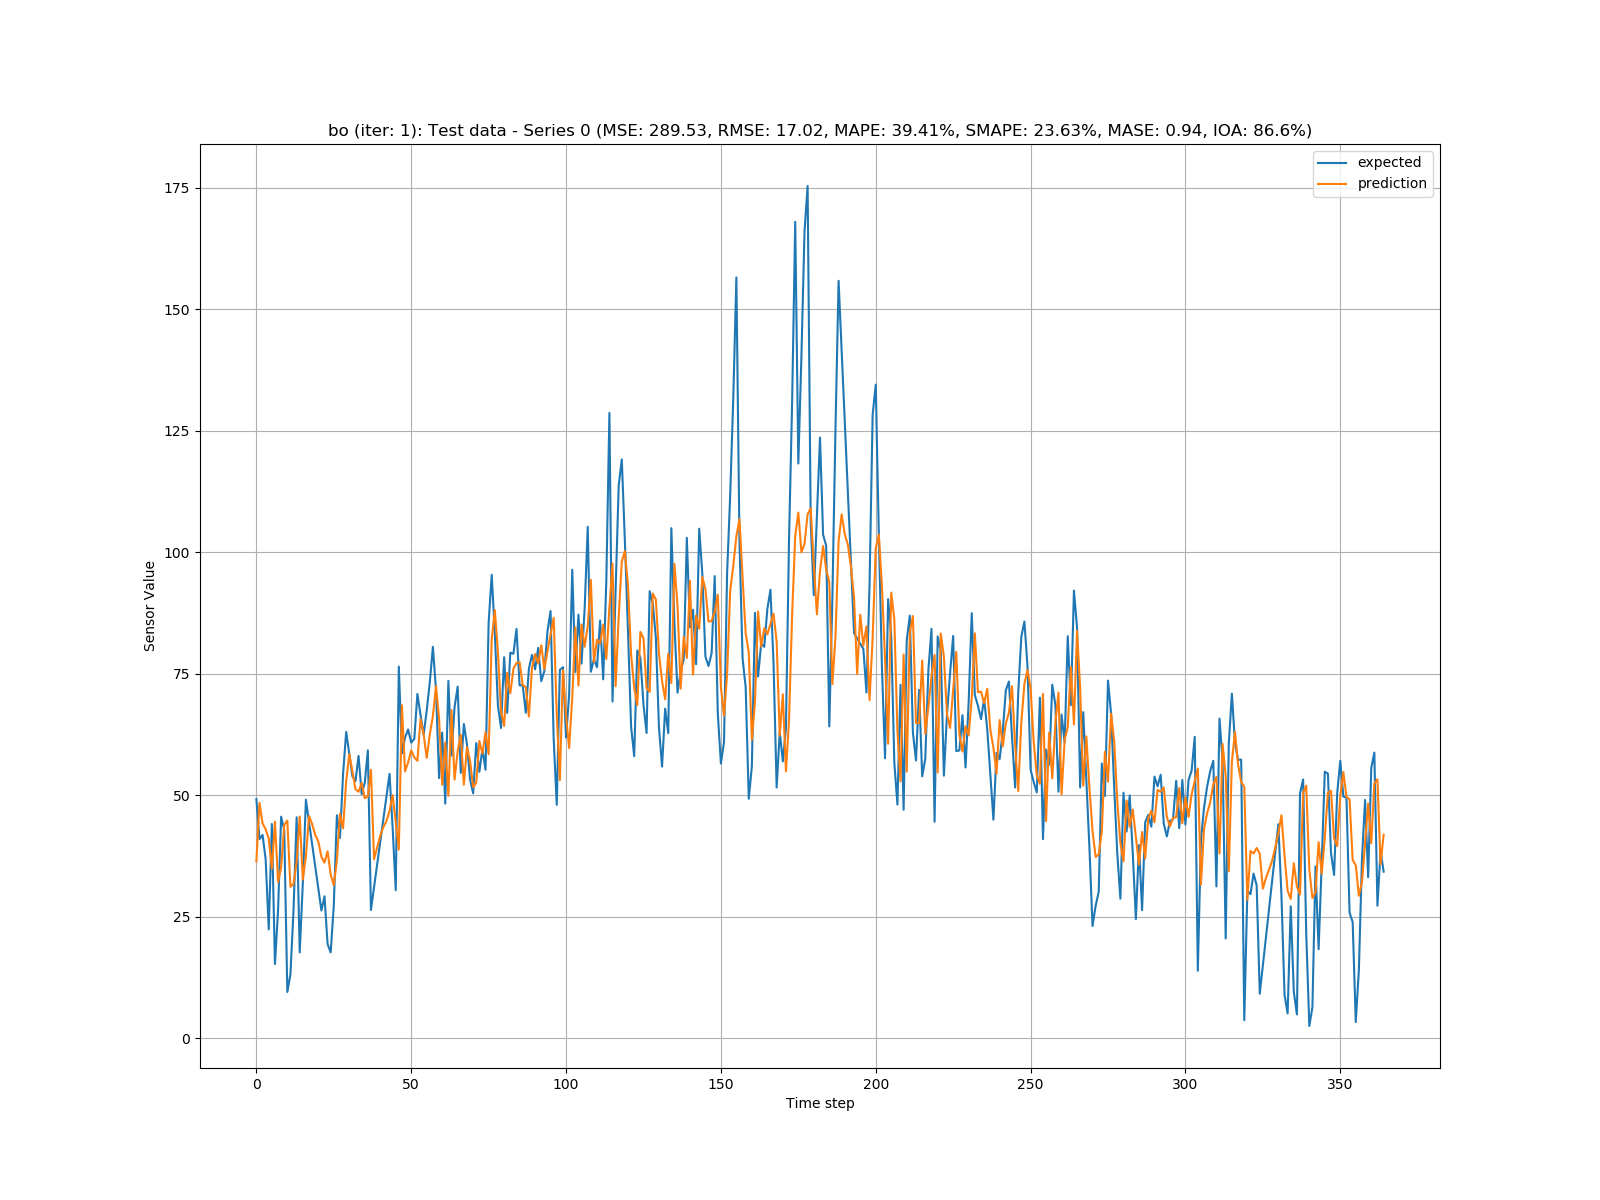 bo (iter: 1): Test data - Series 0 (MSE: 289.53, RMSE: 17.02, MAPE: 39.41%, SMAPE: 23.63%, MASE: 0.94, IOA: 86.6%)
expected
prediction
175
150
125
100
75
50
25
0
Sensor Value
0 50 100 150 200 250 300 350
Time step